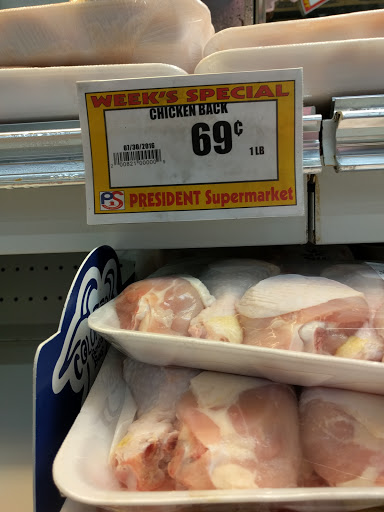 WEEK'S SPECIAL
CHICKEN BACK
69¢
07/30/2016
1 LB
PS
PRESIDENT Supermarket